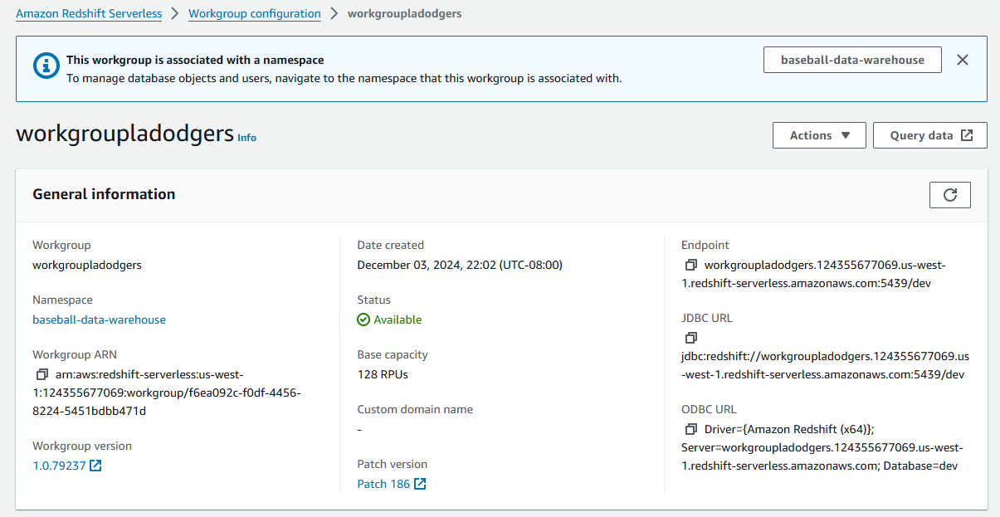 Amazon Redshift Serverless > Workgroup configuration > workgroupladodgers
This workgroup is associated with a namespace
To manage database objects and users, navigate to the namespace that this workgroup is associated with.
baseball-data-warehouse
workgroupladodgers Info
Actions
Query data
General information
Workgroup
workgroupladodgers
Namespace
baseball-data-warehouse
Workgroup ARN
arn:aws:redshift-serverless:us-west-
1:124355677069:workgroup/f6ea092c-f0df-4456-
8224-5451bdbb471d
Workgroup version
1.0.79237
Date created
December 03, 2024, 22:02 (UTC-08:00)
Status
Available
Base capacity
128 RPUs
Custom domain name
-
Patch version
Patch 186
Endpoint
workgroupladodgers.124355677069.us-west-
1.redshift-serverless.amazonaws.com:5439/dev
JDBC URL
jdbc:redshift://workgroupladodgers.124355677069.us
-west-1.redshift-serverless.amazonaws.com:5439/dev
ODBC URL
Driver={Amazon Redshift (x64)};
Server=workgroupladodgers.124355677069.us-west-
1.redshift-serverless.amazonaws.com; Database=dev